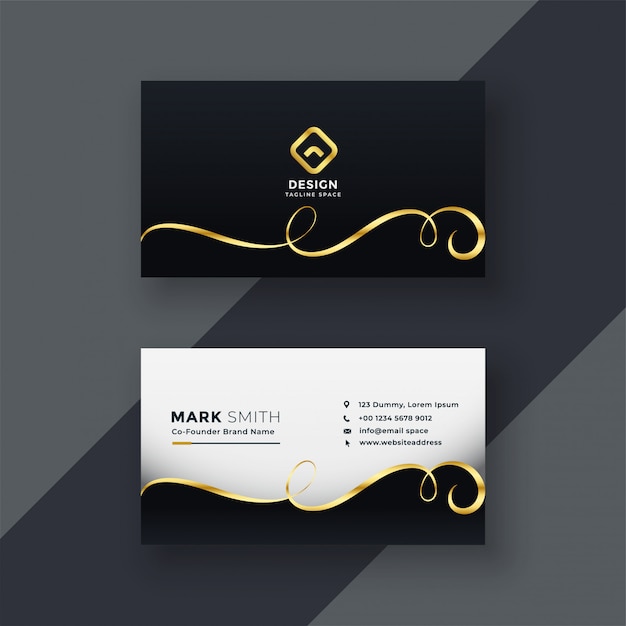 DESIGN
TAGLINE SPACE
MARK SMITH
Co-Founder Brand Name
123 Dummy, Lorem Ipsum
+00 1234 5678 9012
info@email space
www.websiteaddress